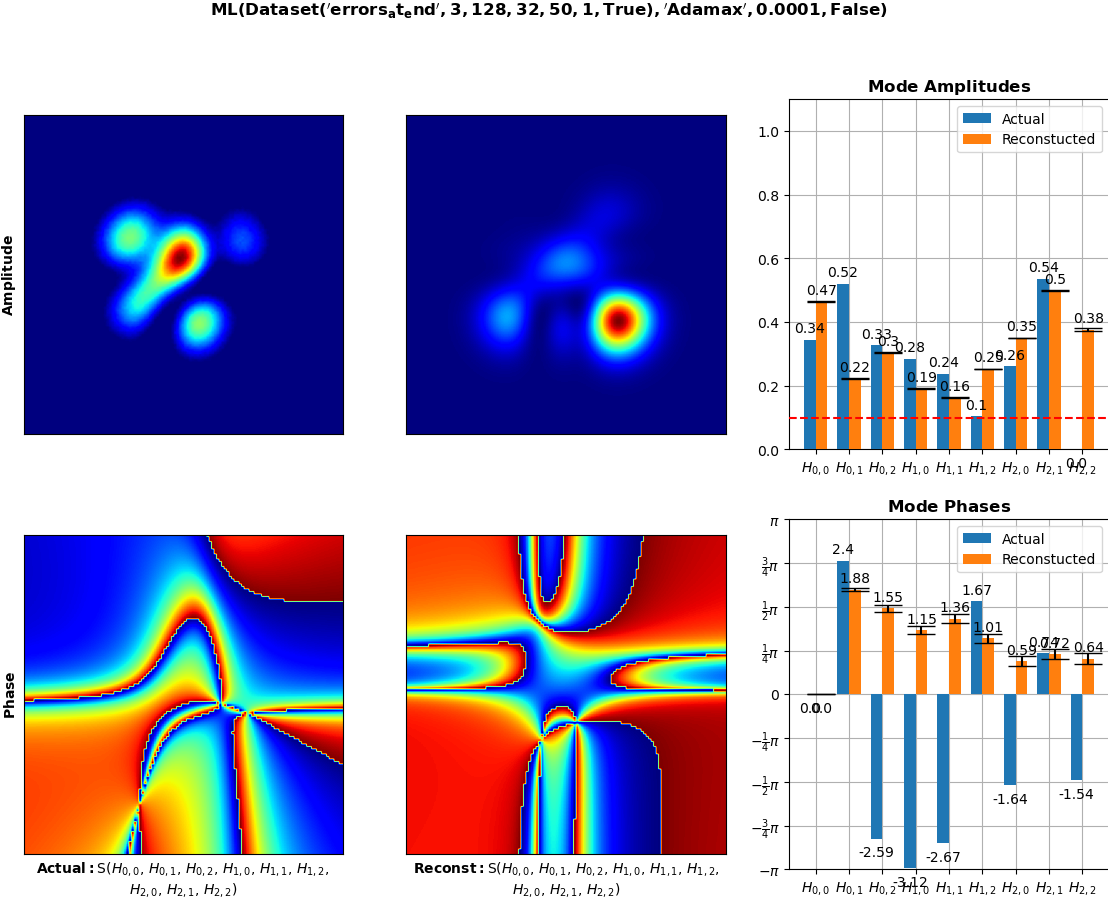 ML(Dataset('errors_at_end', 3, 128, 32, 50, 1, True), 'Adamax', 0.0001, False)
Amplitude
Mode Amplitudes
Actual
Reconstucted
1.0
0.8
0.6
0.4
0.2
0.0
0.34
0.47
0.52
0.22
0.33
0.3
0.28
0.19
0.24
0.16
0.1
0.25
0.26
0.35
0.54
0.5
0.0
0.38
H0,0 H0,1 H0,2 H1,0 H1,1 H1,2 H2,0 H2,1 H2,2
Phase
Actual: S(H0,0, H0,1, H0,2, H1,0, H1,1, H1,2,
H2,0, H2,1, H2,2)
Reconst: S(H0,0, H0,1, H0,2, H1,0, H1,1, H1,2,
H2,0, H2,1, H2,2)
Mode Phases
Actual
Reconstucted
π
3/4π
1/2π
1/4π
0
−1/4π
−1/2π
−3/4π
−π
0.0
0.0
2.4
1.88
-2.59
1.55
-3.12
1.15
-2.67
1.36
1.67
1.01
-1.64
0.59
0.74
0.72
-1.54
0.64
H0,0 H0,1 H0,2 H1,0 H1,1 H1,2 H2,0 H2,1 H2,2